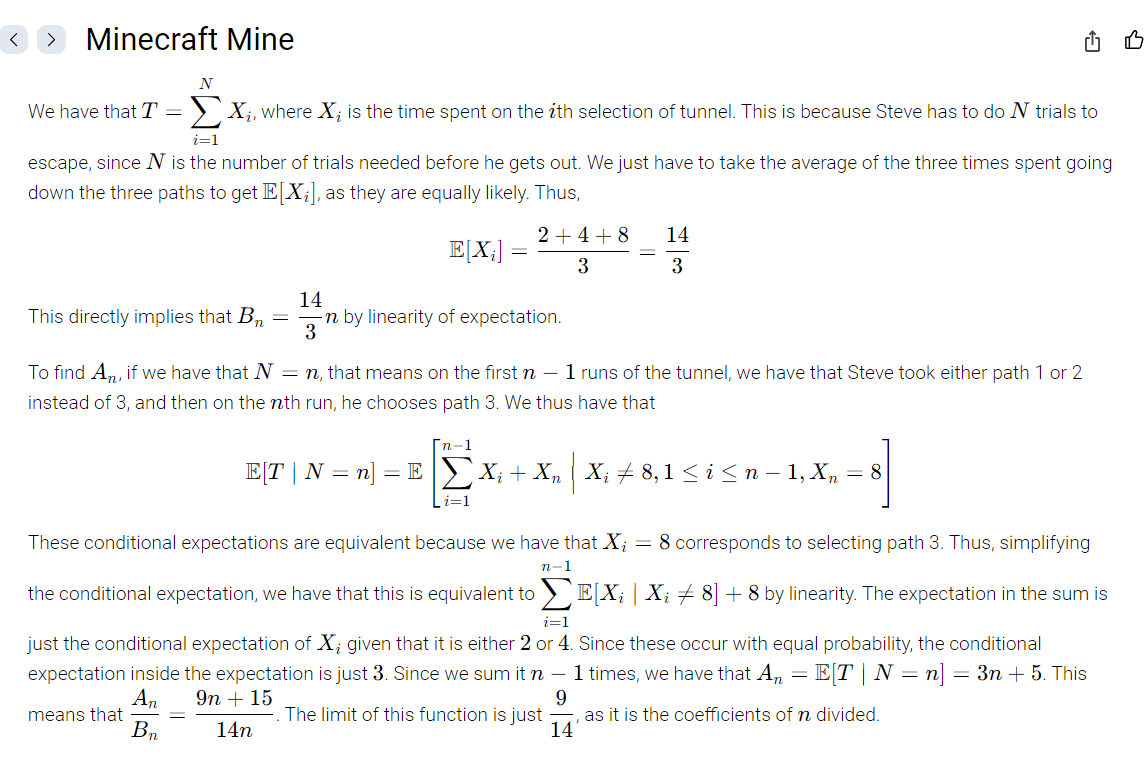 Minecraft Mine
We have that $T = \sum_{i=1}^{N} X_i$, where $X_i$ is the time spent on the $i$th selection of tunnel. This is because Steve has to do $N$ trials to
escape, since $N$ is the number of trials needed before he gets out. We just have to take the average of the three times spent going
down the three paths to get $\mathbb{E}[X_i]$, as they are equally likely. Thus,
$\mathbb{E}[X_i] = \frac{2+4+8}{3} = \frac{14}{3}$
This directly implies that $B_n = \frac{14}{3}n$ by linearity of expectation.
To find $A_n$, if we have that $N = n$, that means on the first $n-1$ runs of the tunnel, we have that Steve took either path 1 or 2
instead of 3, and then on the $n$th run, he chooses path 3. We thus have that
$\mathbb{E}[T \mid N = n] = \mathbb{E}\left[\sum_{i=1}^{n-1} X_i + X_n \mid X_i \neq 8, 1 \leq i \leq n-1, X_n = 8\right]$
These conditional expectations are equivalent because we have that $X_i = 8$ corresponds to selecting path 3. Thus, simplifying
the conditional expectation, we have that this is equivalent to $\sum_{i=1}^{n-1} \mathbb{E}[X_i \mid X_i \neq 8] + 8$ by linearity. The expectation in the sum is
just the conditional expectation of $X_i$ given that it is either $2$ or $4$. Since these occur with equal probability, the conditional
expectation inside the expectation is just $3$. Since we sum it $n-1$ times, we have that $A_n = \mathbb{E}[T \mid N = n] = 3n + 5$. This
means that $\frac{A_n}{B_n} = \frac{9n+15}{14n}$. The limit of this function is just $\frac{9}{14}$, as it is the coefficients of $n$ divided.